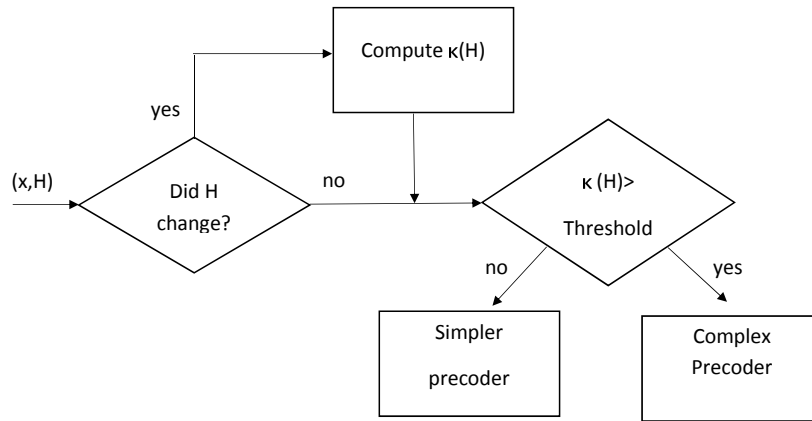 Compute κ(H)
yes
(x,H)
Did H
change?
no
κ (H)>
Threshold
no
yes
Simpler
precoder
Complex
Precoder